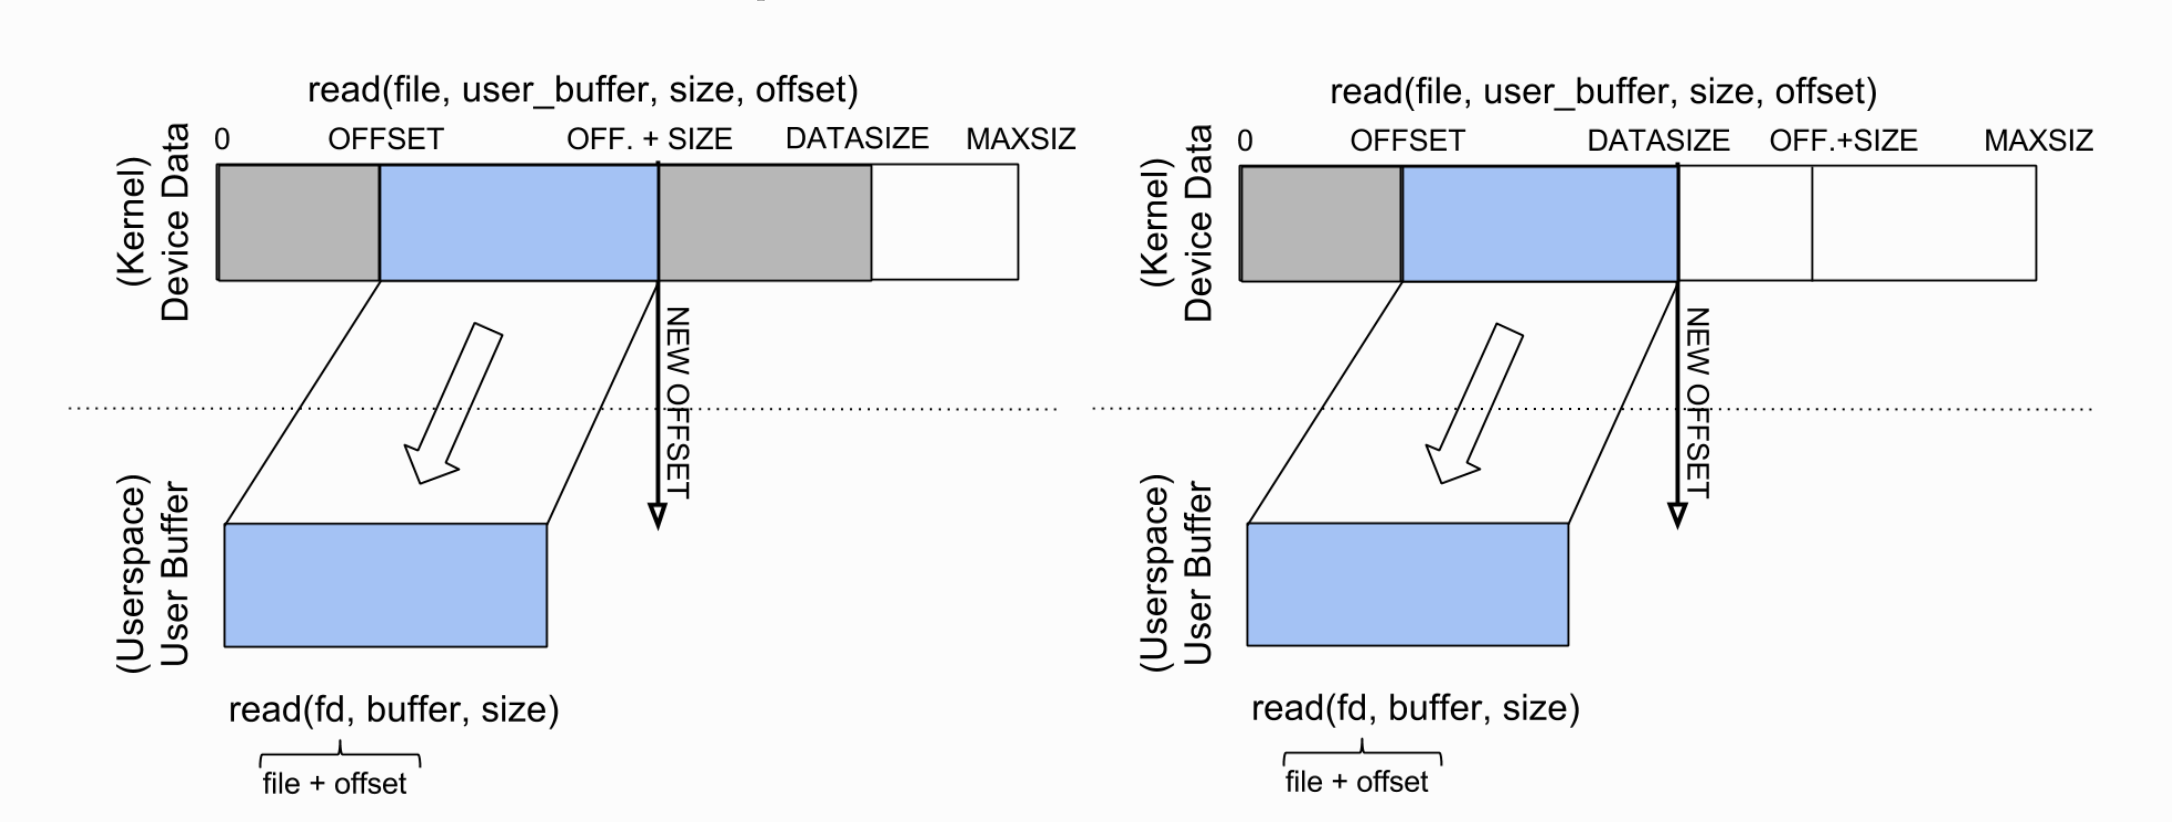 read(file, user_buffer, size, offset)
0 OFFSET OFF. + SIZE DATASIZE MAXSIZ
(Kernel)
Device Data
NEW OFFSET
(Userspace)
User Buffer
read(fd, buffer, size)
file + offset
read(file, user_buffer, size, offset)
0 OFFSET DATASIZE OFF.+SIZE MAXSIZ
(Kernel)
Device Data
NEW OFFSET
(Userspace)
User Buffer
read(fd, buffer, size)
file + offset